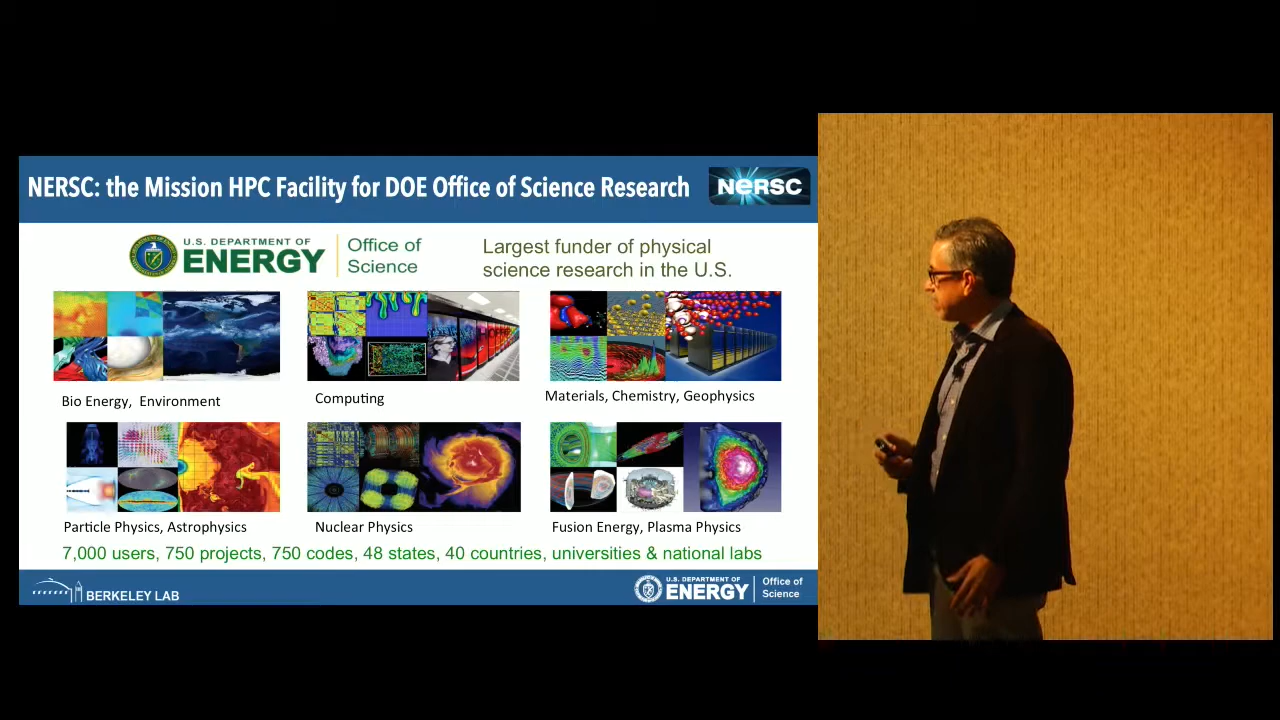 NERSC: the Mission HPC Facility for DOE Office of Science Research
NERSC
U.S. DEPARTMENT OF
ENERGY
Office of
Science
Largest funder of physical
science research in the U.S.
Bio Energy, Environment
Computing
Materials, Chemistry, Geophysics
Particle Physics, Astrophysics
Nuclear Physics
Fusion Energy, Plasma Physics
7,000 users, 750 projects, 750 codes, 48 states, 40 countries, universities & national labs
BERKELEY LAB
U.S. DEPARTMENT OF
ENERGY
Office of
Science